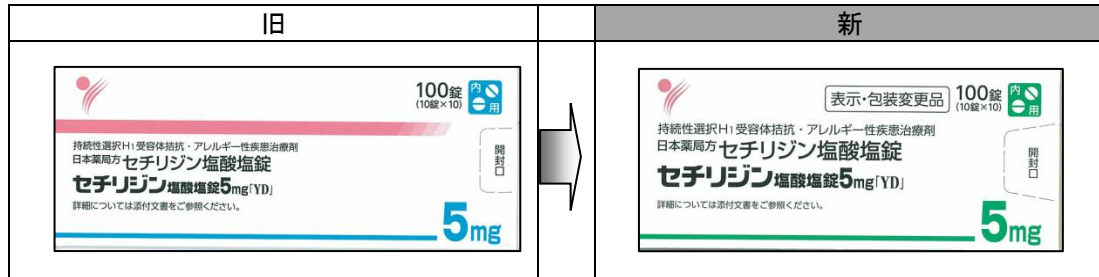 旧
新
100錠
(10錠×10)
内
用
持続性選択H₁受容体拮抗・アレルギー性疾患治療剤
日本薬局方 セチリジン塩酸塩錠
セチリジン塩酸塩錠5mg「YD」
詳細については添付文書をご参照ください。
開封口
5mg
表示・包装変更品
100錠
(10錠×10)
内
用
持続性選択H₁受容体拮抗・アレルギー性疾患治療剤
日本薬局方 セチリジン塩酸塩錠
セチリジン塩酸塩錠5mg「YD」
詳細については添付文書をご参照ください。
開封口
5mg